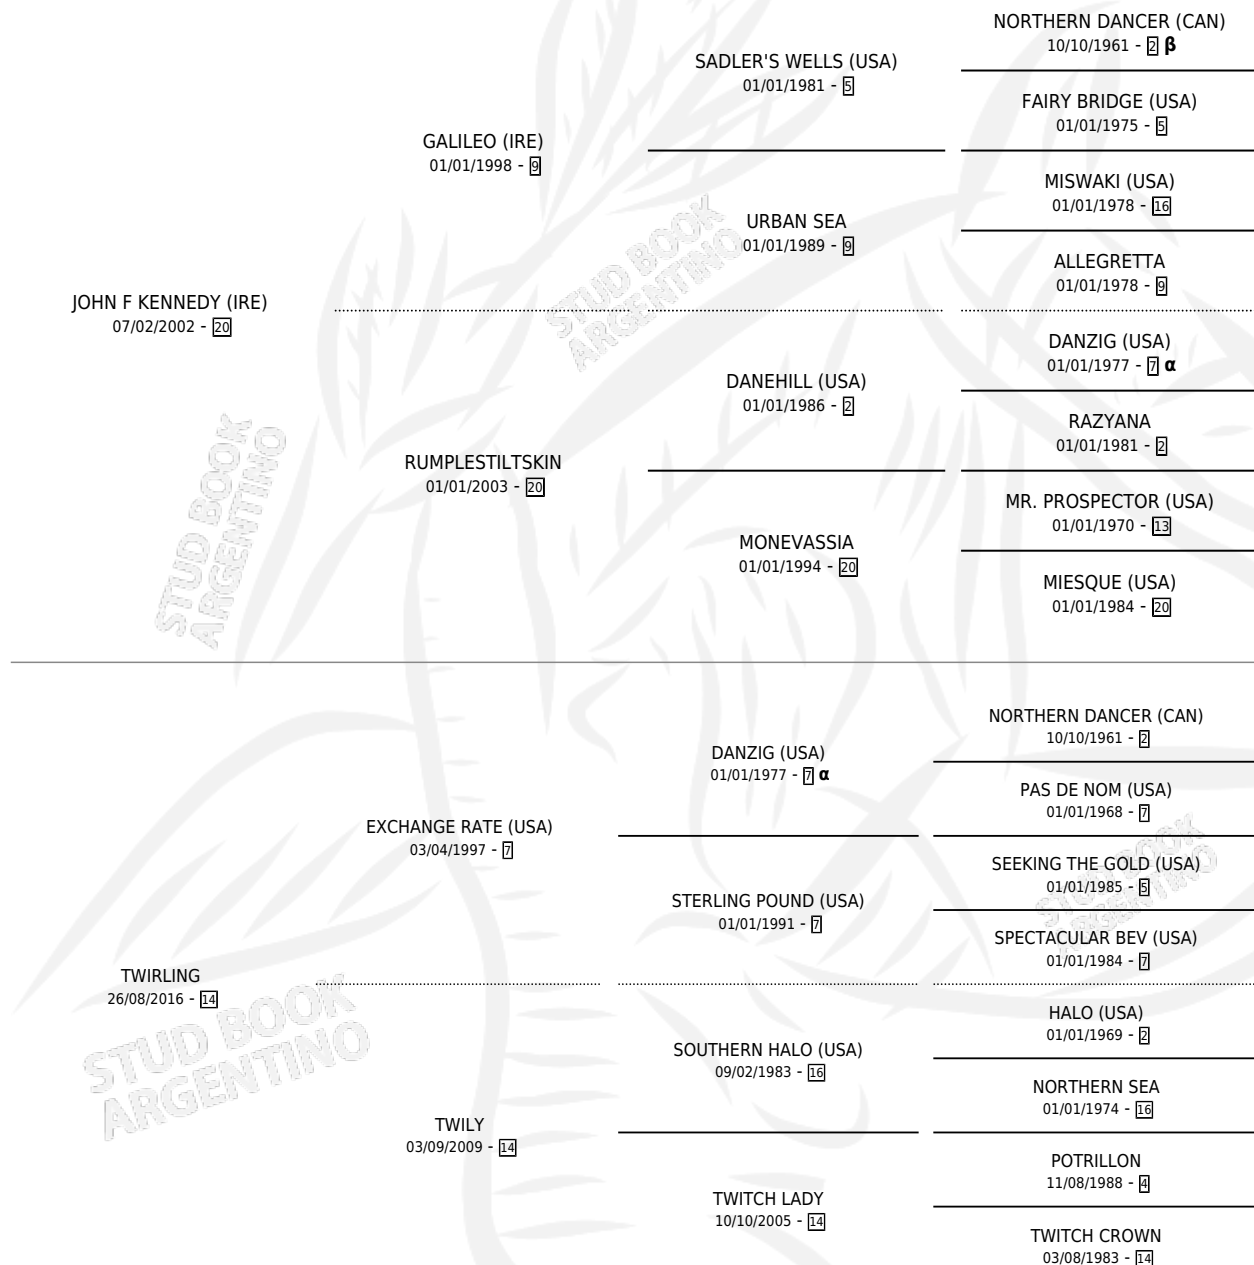 JOHN F KENNEDY (IRE)
07/02/2002 - 20
GALILEO (IRE)
01/01/1998 - 9
RUMPLESTILTSKIN
01/01/2003 - 20
SADLER'S WELLS (USA)
01/01/1981 - 5
URBAN SEA
01/01/1989 - 9
DANEHILL (USA)
01/01/1986 - 2
MONEVASSIA
01/01/1994 - 20
NORTHERN DANCER (CAN)
10/10/1961 - 2 β
FAIRY BRIDGE (USA)
01/01/1975 - 5
MISWAKI (USA)
01/01/1978 - 16
ALLEGRETTA
01/01/1978 - 9
DANZIG (USA)
01/01/1977 - 7 α
RAZYANA
01/01/1981 - 2
MR. PROSPECTOR (USA)
01/01/1970 - 13
MIESQUE (USA)
01/01/1984 - 20
TWIRLING
26/08/2016 - 14
EXCHANGE RATE (USA)
03/04/1997 - 7
TWILY
03/09/2009 - 14
DANZIG (USA)
01/01/1977 - 7 α
STERLING POUND (USA)
01/01/1991 - 7
SOUTHERN HALO (USA)
09/02/1983 - 16
TWITCH LADY
10/10/2005 - 14
NORTHERN DANCER (CAN)
10/10/1961 - 2
PAS DE NOM (USA)
01/01/1968 - 7
SEEKING THE GOLD (USA)
01/01/1985 - 5
SPECTACULAR BEV (USA)
01/01/1984 - 7
HALO (USA)
01/01/1969 - 2
NORTHERN SEA
01/01/1974 - 16
POTRILLON
11/08/1988 - 4
TWITCH CROWN
03/08/1983 - 14
STUD BOOK
ARGENTINO
STUD BOOK
ARGENTINO
STUD BOOK
ARGENTINO
STUD BOOK
ARGENTINO